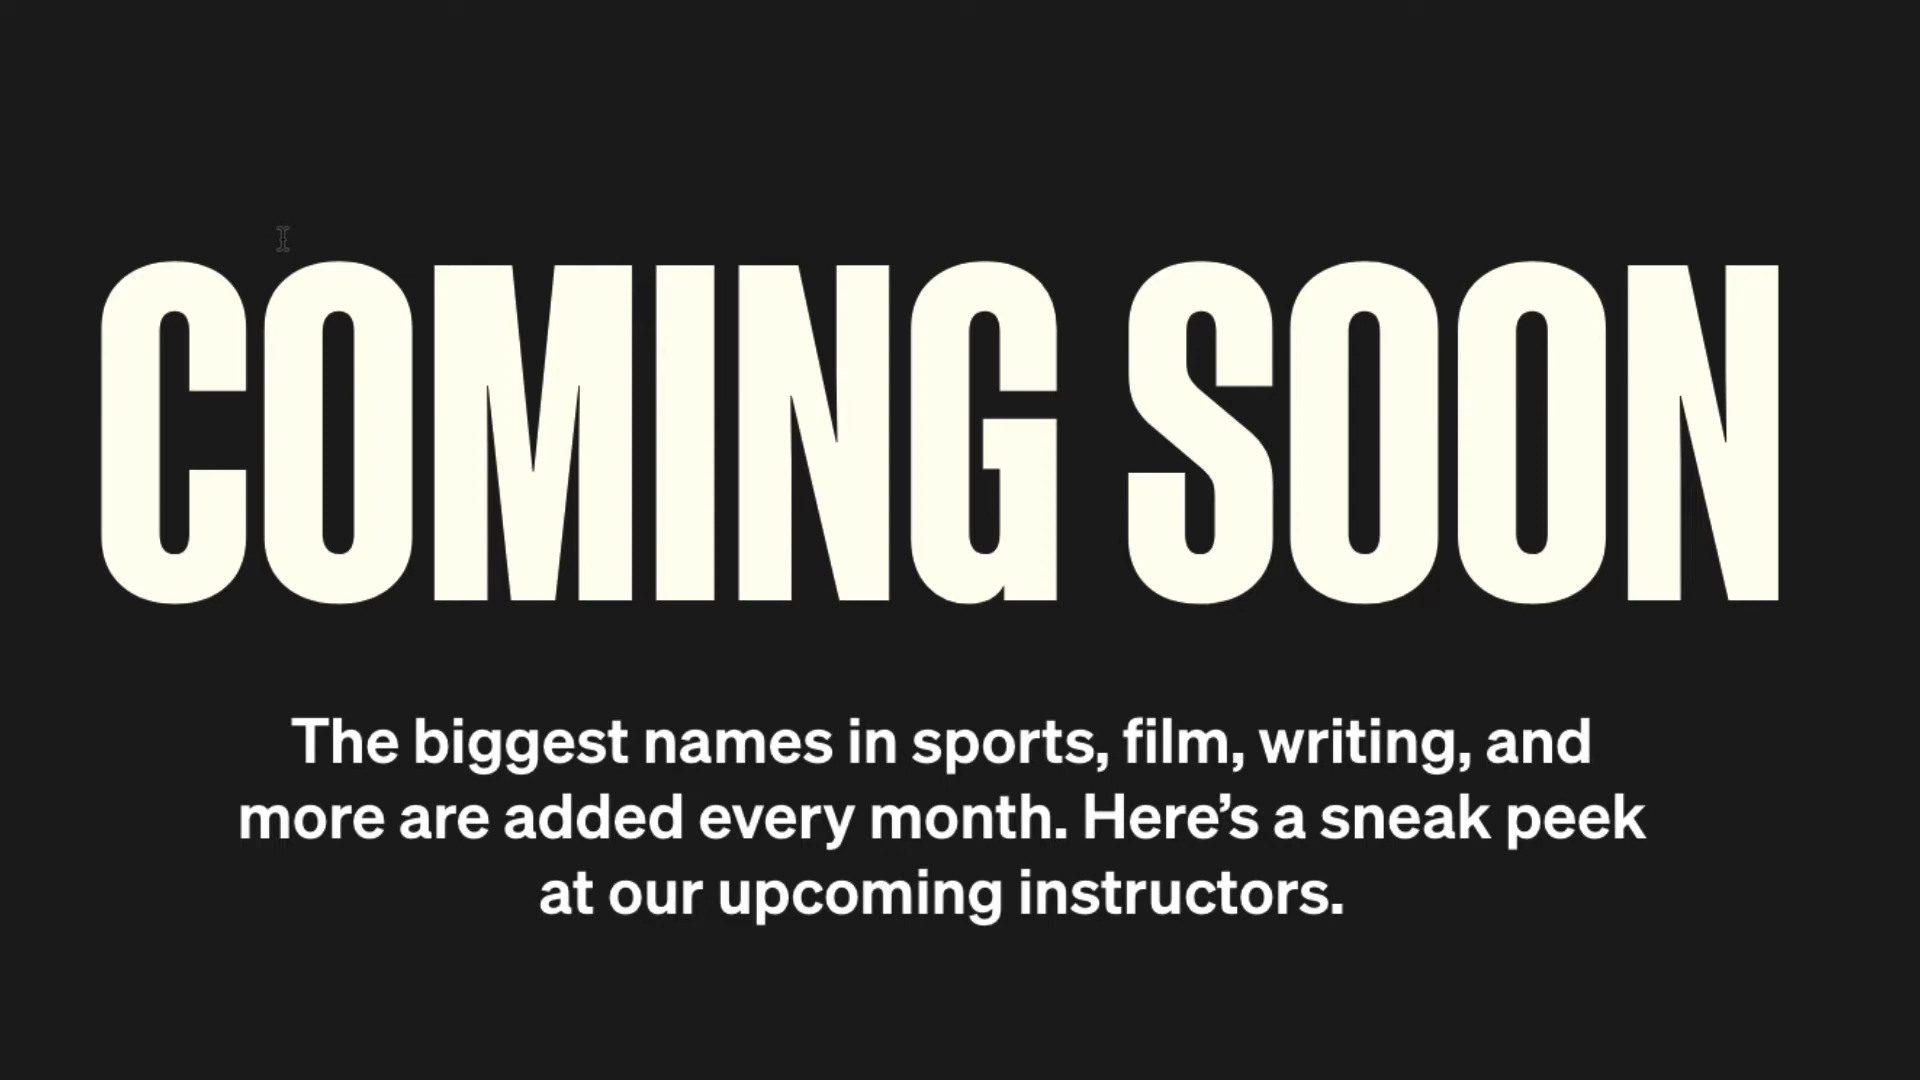 COMING SOON
The biggest names in sports, film, writing, and
more are added every month. Here’s a sneak peek
at our upcoming instructors.